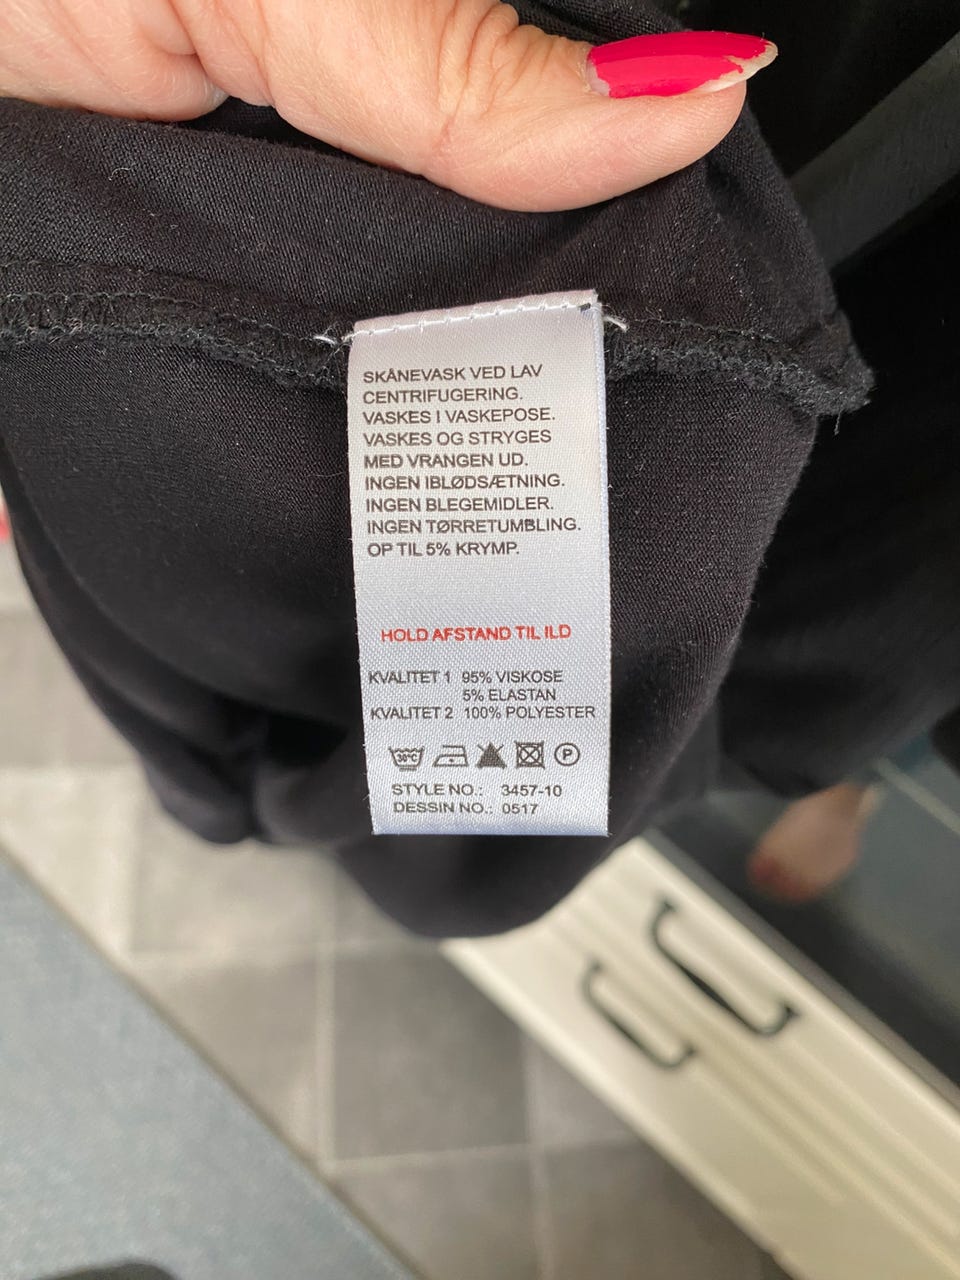 SKÅNEVASK VED LAV
CENTRIFUGERING.
VASKES I VASKEPOSE.
VASKES OG STRYGES
MED VRANGEN UD.
INGEN IBLØDSÆTNING.
INGEN BLEGEMIDLER.
INGEN TØRRETUMBLING.
OP TIL 5% KRYMP.
HOLD AFSTAND TIL ILD
KVALITET 1 95% VISKOSE
5% ELASTAN
KVALITET 2 100% POLYESTER
30°C P
STYLE NO.: 3457-10
DESSIN NO.: 0517